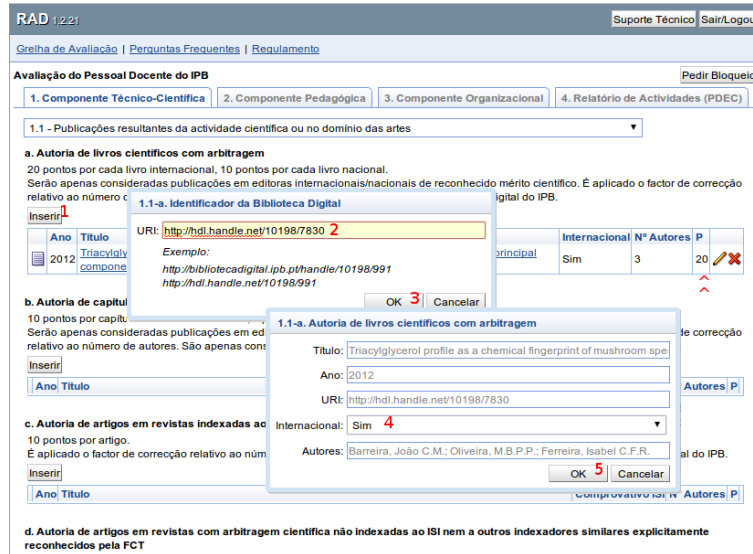 RAD 1.2.21
Suporte Técnico Sair/Logou
Grelha de Avaliação | Perguntas Frequentes | Regulamento
Avaliação do Pessoal Docente do IPB
Pedir Bloqueio
1. Componente Técnico-Científica 2. Componente Pedagógica 3. Componente Organizacional 4. Relatório de Actividades (PDEC)
1.1 - Publicações resultantes da actividade científica ou no domínio das artes
a. Autoria de livros científicos com arbitragem
20 pontos por cada livro internacional, 10 pontos por cada livro nacional.
Serão apenas consideradas publicações em editoras internacionais/nacionais de reconhecido mérito científico. É aplicado o factor de correcção
relativo ao número d
igital do IPB.
Inserir 1
Ano Título
Internacional Nº Autores P
2012 Triacylgly
compone
principal
Sim 3 20
1.1-a. Identificador da Biblioteca Digital
URI: http://hdl.handle.net/10198/7830 2
Exemplo:
http://bibliotecadigital.ipb.pt/handle/10198/991
http://hdl.handle.net/10198/991
OK 3 Cancelar
b. Autoria de capítul
10 pontos por capítu
Serão apenas consideradas publicações em ed
de correcção
relativo ao número de autores. São apenas cons
Inserir
Ano Título
Autores P
1.1-a. Autoria de livros científicos com arbitragem
Título: Triacylglycerol profile as a chemical fingerprint of mushroom spe
Ano: 2012
URI: http://hdl.handle.net/10198/7830
Internacional: Sim 4
Autores: Barreira, João C.M.; Oliveira, M.B.P.P.; Ferreira, Isabel C.F.R.
OK 5 Cancelar
c. Autoria de artigos em revistas indexadas ao
10 pontos por artigo.
É aplicado o factor de correcção relativo ao núm
al do IPB.
Inserir
Ano Título
Comprovativo ISI Nº Autores P
d. Autoria de artigos em revistas com arbitragem científica não indexadas ao ISI nem a outros indexadores similares explicitamente
reconhecidos pela FCT